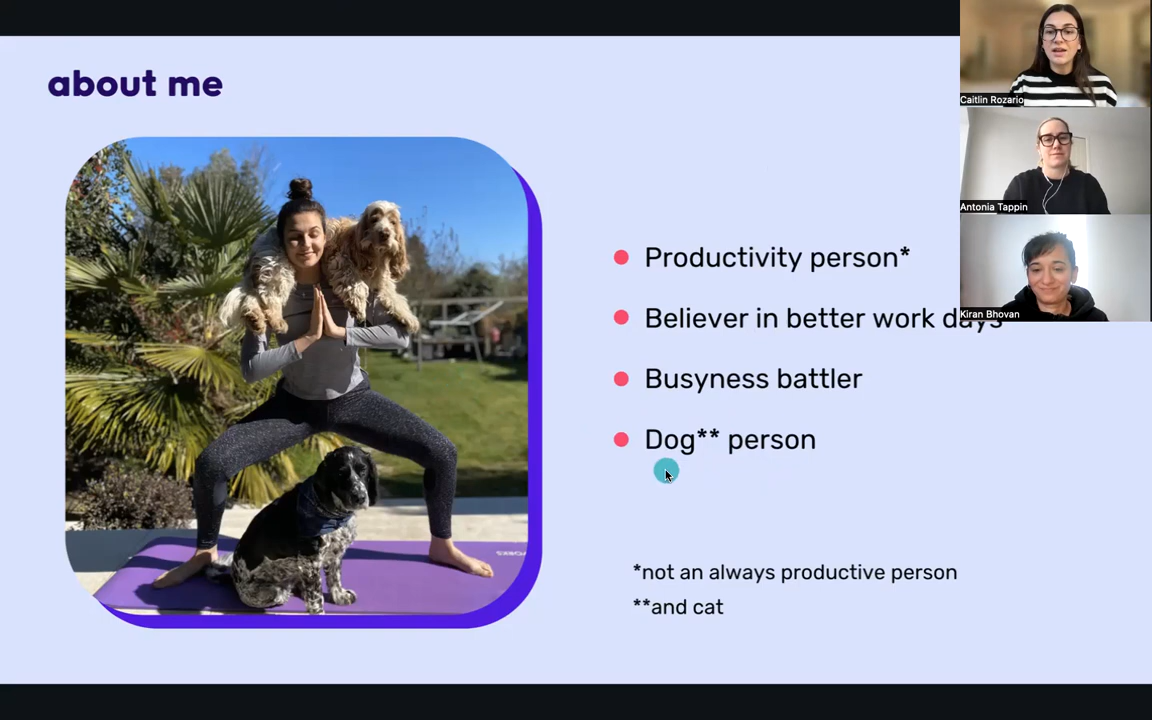 about me
Caitlin Rozario
Antonia Tappin
Kiran Bhovan
Productivity person*
Believer in better work days
Busyness battler
Dog** person
*not an always productive person
**and cat